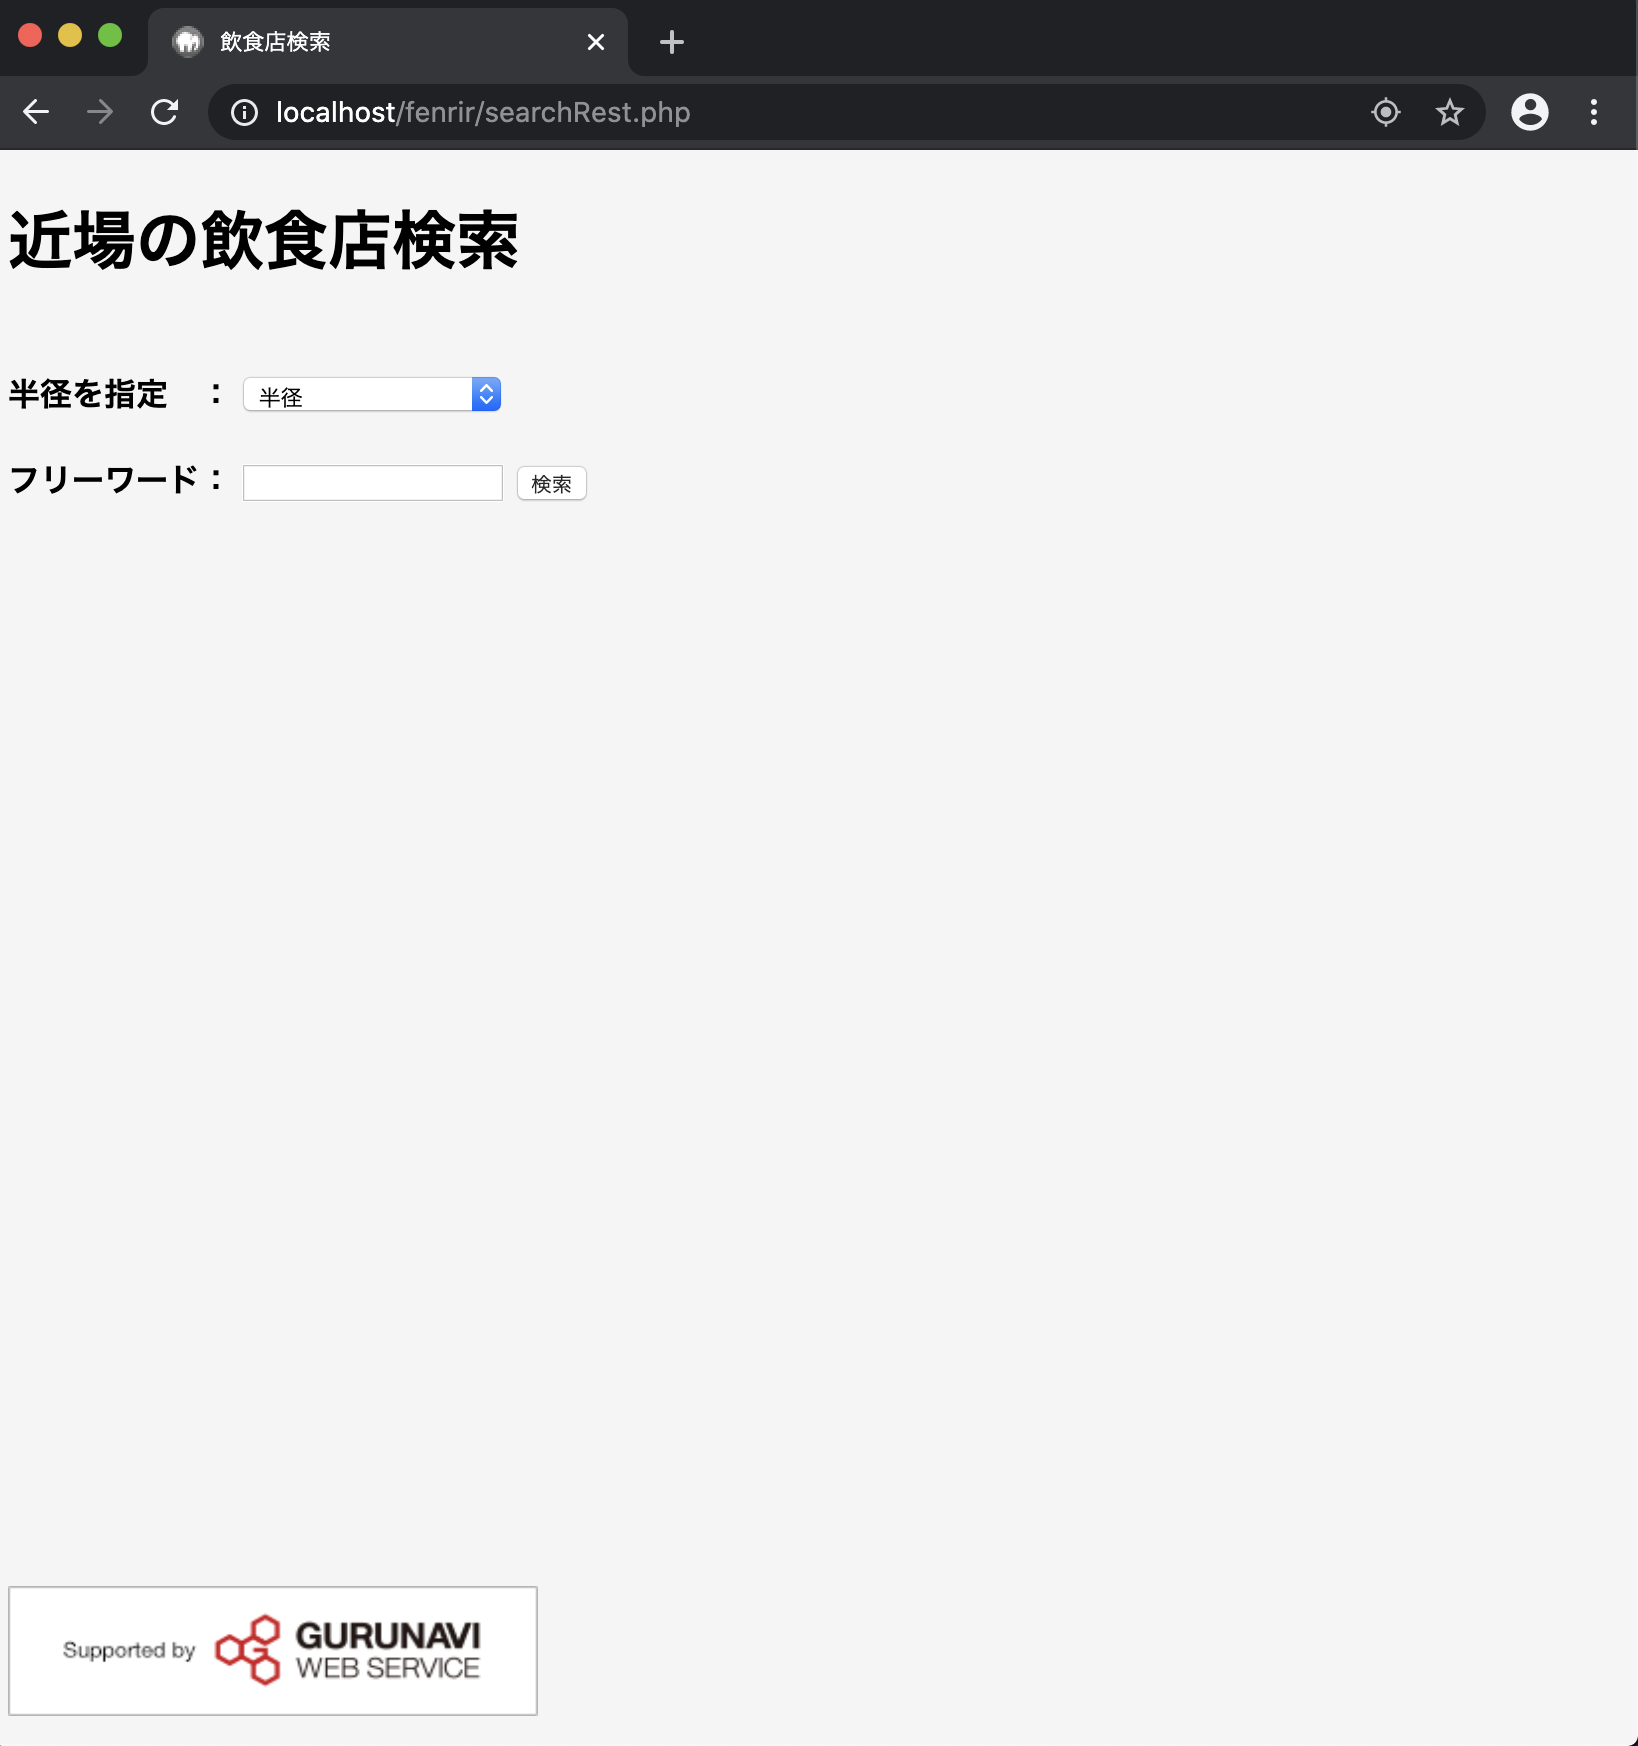 飲食店検索
localhost/fenrir/searchRest.php
近場の飲食店検索
半径を指定　： 半径
フリーワード： 検索
Supported by GURUNAVI
WEB SERVICE